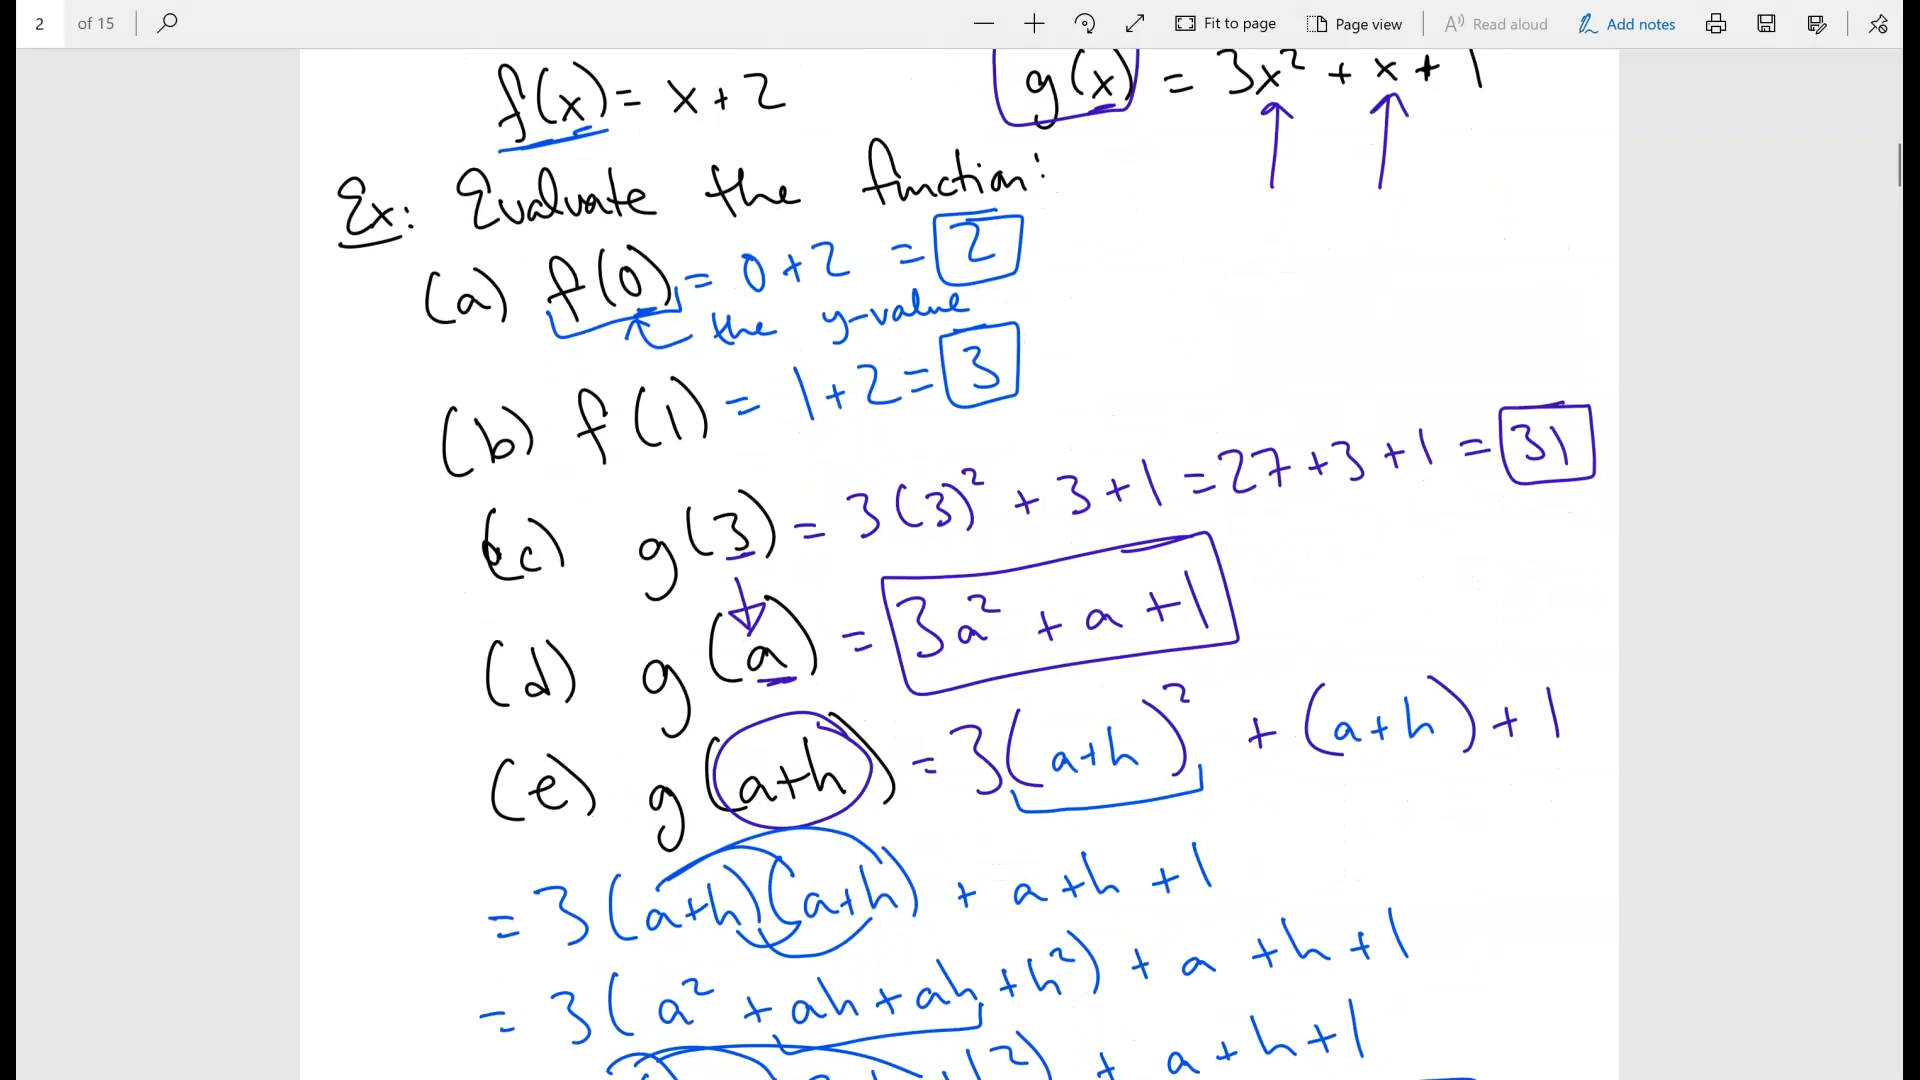 2 of 15 Fit to page Page view Read aloud Add notes
f(x) = x + 2 g(x) = 3x² + x + 1
Ex: Evaluate the function:
(a) f(0) = 0 + 2 = 2
the y-value
(b) f(1) = 1 + 2 = 3
(c) g(3) = 3(3)² + 3 + 1 = 27 + 3 + 1 = 31
(d) g(a) = 3a² + a + 1
(e) g(a+h) = 3(a+h)² + (a+h) + 1
= 3(a+h)(a+h) + a + h + 1
= 3(a² + ah + ah + h²) + a + h + 1
²) + a + h + 1